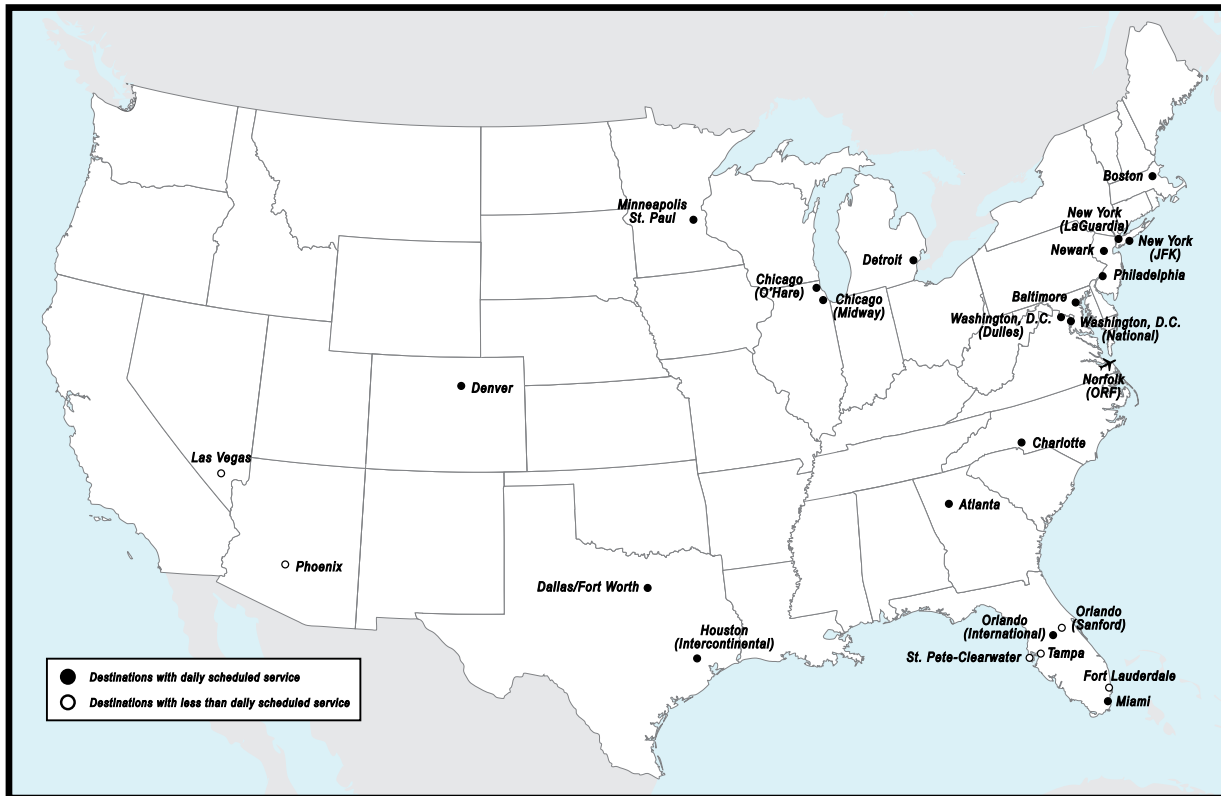 Boston
Minneapolis
St. Paul
New York
(LaGuardia)
New York
(JFK)
Newark
Detroit
Philadelphia
Chicago
(O'Hare)
Chicago
(Midway)
Baltimore
Washington, D.C.
(Dulles)
Washington, D.C.
(National)
Norfolk
(ORF)
Denver
Charlotte
Las Vegas
Atlanta
Phoenix
Dallas/Fort Worth
Houston
(Intercontinental)
Orlando
(International)
Orlando
(Sanford)
St. Pete-Clearwater
Tampa
Fort Lauderdale
Miami
Destinations with daily scheduled service
Destinations with less than daily scheduled service